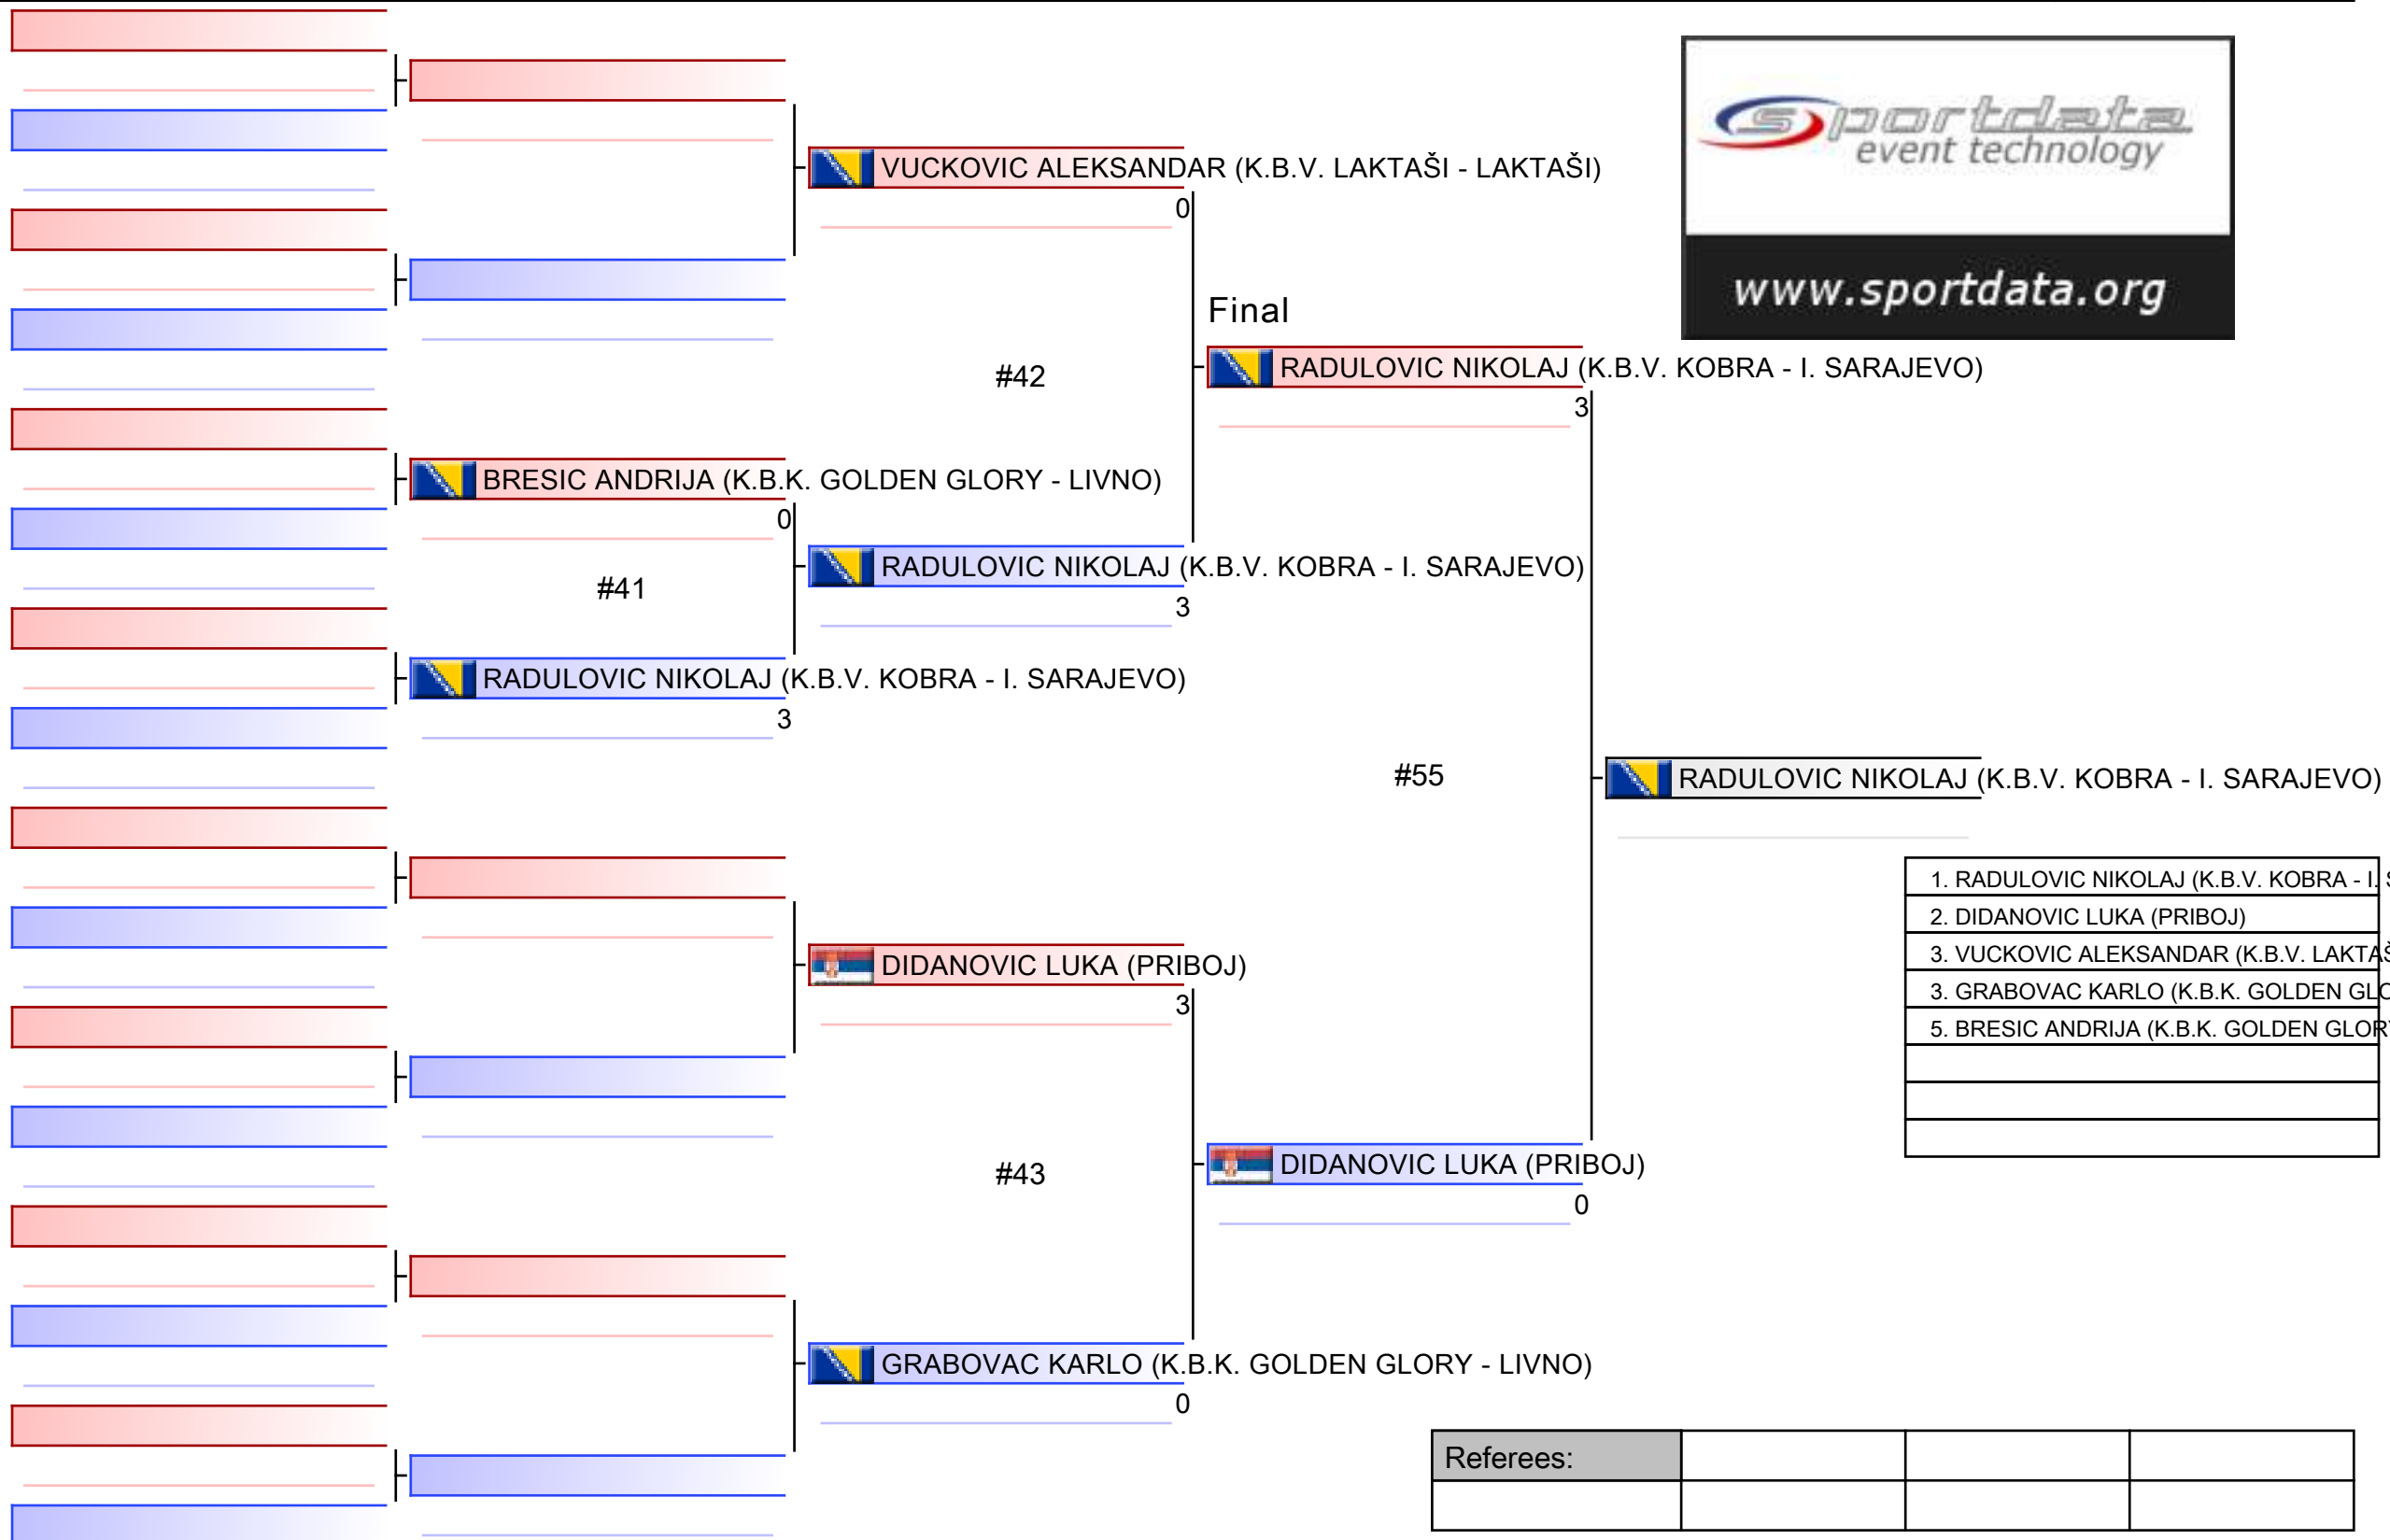 sportdata
event technology
www.sportdata.org
VUCKOVIC ALEKSANDAR (K.B.V. LAKTAŠI - LAKTAŠI)
0
Final
#42
RADULOVIC NIKOLAJ (K.B.V. KOBRA - I. SARAJEVO)
3
BRESIC ANDRIJA (K.B.K. GOLDEN GLORY - LIVNO)
0
#41
RADULOVIC NIKOLAJ (K.B.V. KOBRA - I. SARAJEVO)
3
RADULOVIC NIKOLAJ (K.B.V. KOBRA - I. SARAJEVO)
3
#55
RADULOVIC NIKOLAJ (K.B.V. KOBRA - I. SARAJEVO)
1. RADULOVIC NIKOLAJ (K.B.V. KOBRA - I. S
2. DIDANOVIC LUKA (PRIBOJ)
3. VUCKOVIC ALEKSANDAR (K.B.V. LAKTAŠ
3. GRABOVAC KARLO (K.B.K. GOLDEN GLO
5. BRESIC ANDRIJA (K.B.K. GOLDEN GLORY
DIDANOVIC LUKA (PRIBOJ)
3
#43
DIDANOVIC LUKA (PRIBOJ)
0
GRABOVAC KARLO (K.B.K. GOLDEN GLORY - LIVNO)
0
Referees: